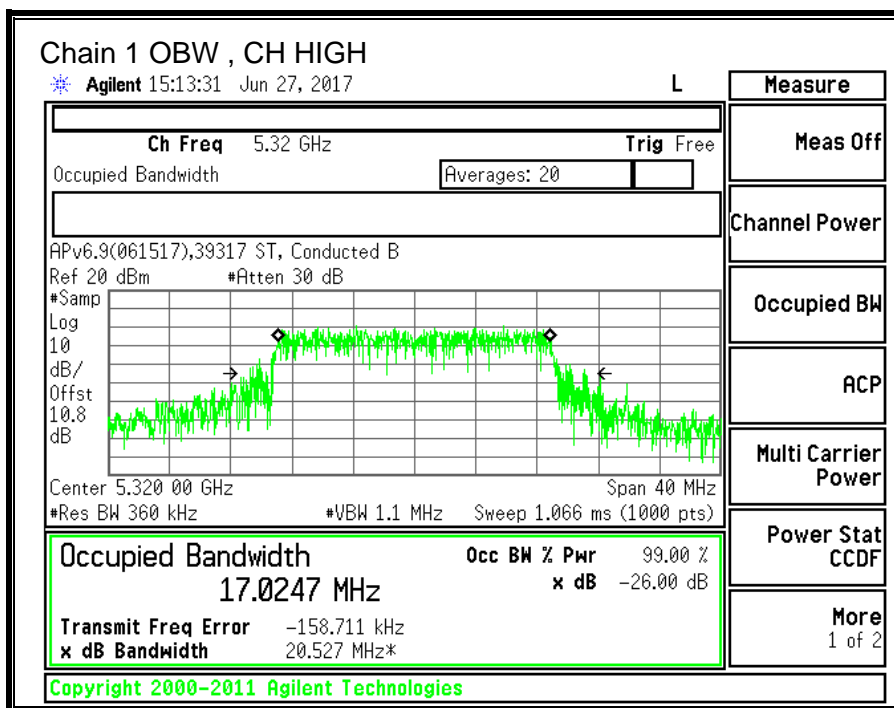 Chain 1 OBW , CH HIGH
Agilent 15:13:31 Jun 27, 2017 L
Measure
Ch Freq 5.32 GHz Trig Free
Meas Off
Occupied Bandwidth Averages: 20
Channel Power
APv6.9(061517),39317 ST, Conducted B
Ref 20 dBm #Atten 30 dB
#Samp
Log
10
dB/
Offst
10.8
dB
Occupied BW
ACP
Multi Carrier
Power
Center 5.320 00 GHz Span 40 MHz
#Res BW 360 kHz #VBW 1.1 MHz Sweep 1.066 ms (1000 pts)
Power Stat
CCDF
Occupied Bandwidth Occ BW % Pwr 99.00 %
17.0247 MHz x dB -26.00 dB
Transmit Freq Error -158.711 kHz
x dB Bandwidth 20.527 MHz*
More
1 of 2
Copyright 2000-2011 Agilent Technologies